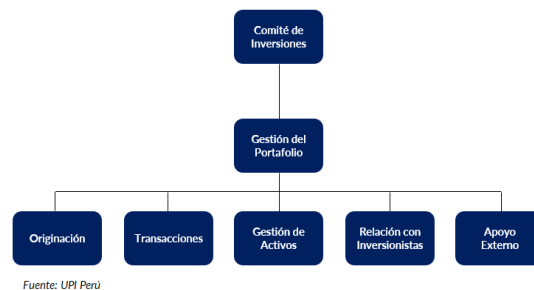 Comité de
Inversiones
Gestión del
Portafolio
Originación
Transacciones
Gestión de
Activos
Relación con
Inversionistas
Apoyo
Externo
Fuente: UPI Perú